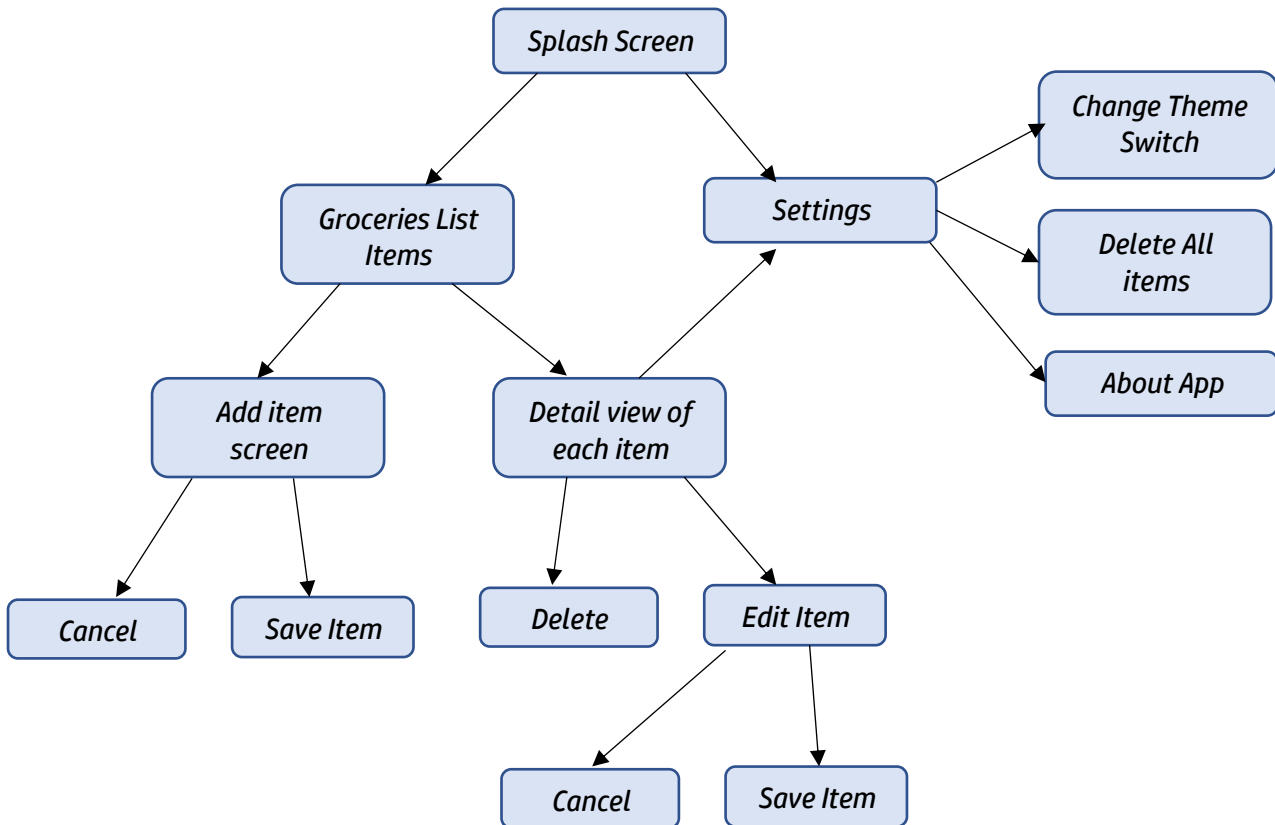 Splash Screen
Change Theme
Switch
Groceries List
Items
Settings
Delete All
items
Add item
screen
Detail view of
each item
About App
Cancel
Save Item
Delete
Edit Item
Cancel
Save Item